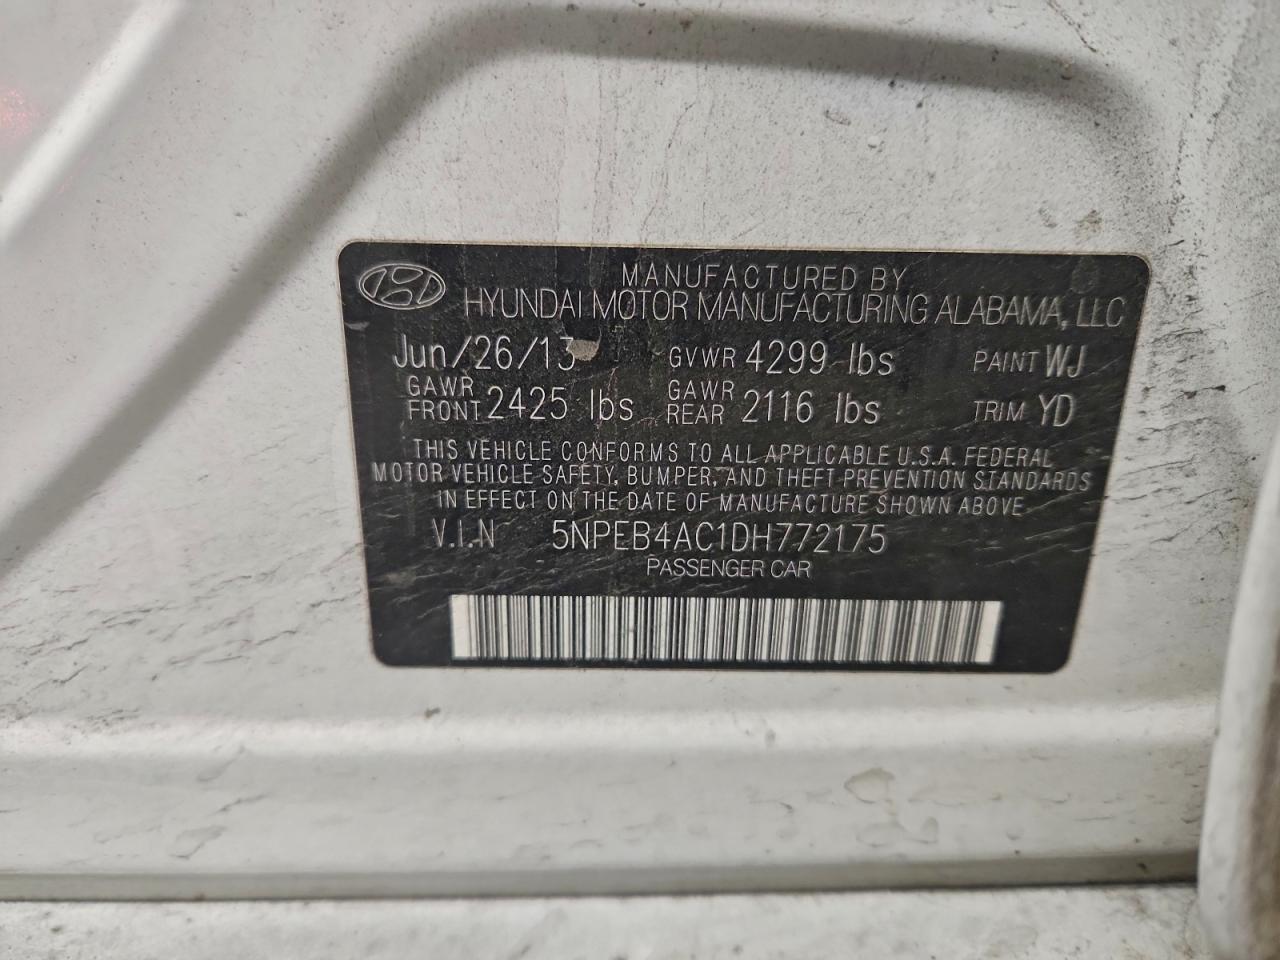 MANUFACTURED BY
HYUNDAI MOTOR MANUFACTURING ALABAMA, LLC
Jun/26/13 GVWR 4299 lbs PAINT WJ
GAWR FRONT 2425 lbs GAWR REAR 2116 lbs TRIM YD
THIS VEHICLE CONFORMS TO ALL APPLICABLE U.S.A. FEDERAL
MOTOR VEHICLE SAFETY, BUMPER, AND THEFT PREVENTION STANDARDS
IN EFFECT ON THE DATE OF MANUFACTURE SHOWN ABOVE
V.I.N 5NPEB4AC1DH772175
PASSENGER CAR